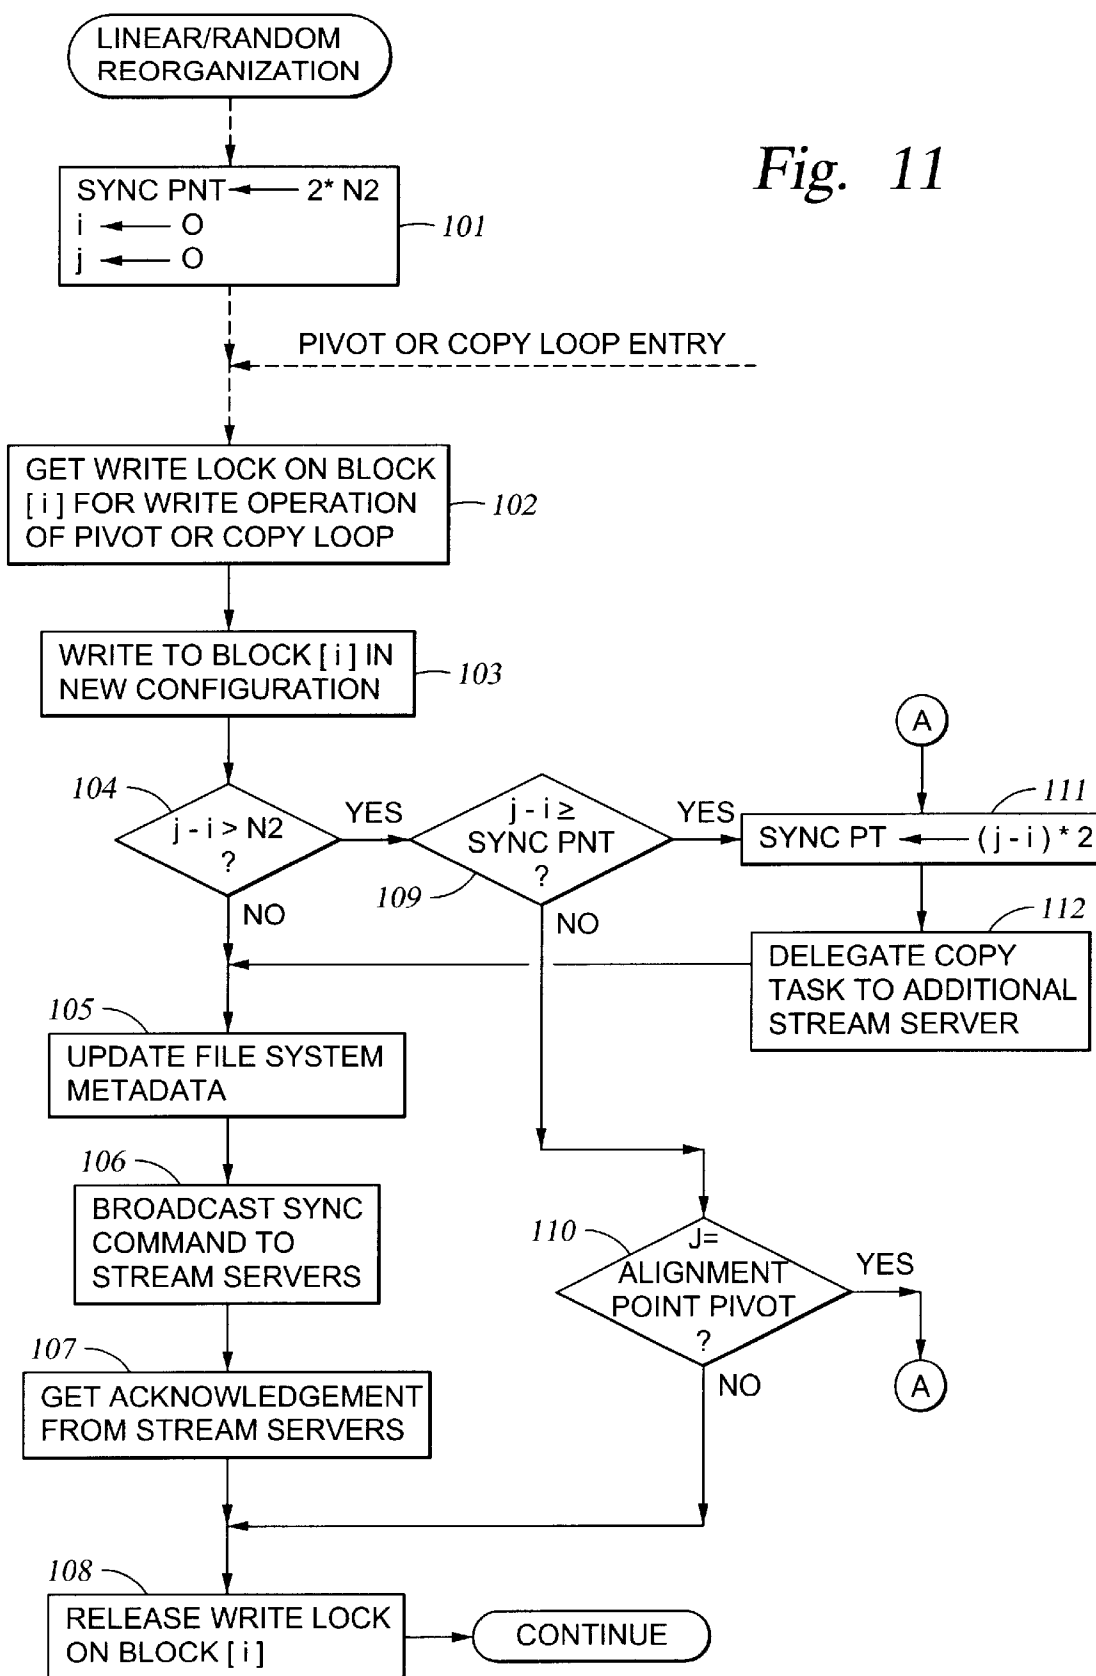 LINEAR/RANDOM
REORGANIZATION
Fig. 11
SYNC PNT ← 2* N2
i ← O
j ← O
101
PIVOT OR COPY LOOP ENTRY
GET WRITE LOCK ON BLOCK
[ i ] FOR WRITE OPERATION
OF PIVOT OR COPY LOOP
102
WRITE TO BLOCK [ i ] IN
NEW CONFIGURATION
103
A
104
j - i > N2
?
YES
NO
j - i ≥
SYNC PNT
?
109
YES
NO
111
SYNC PT ← ( j - i ) * 2
112
DELEGATE COPY
TASK TO ADDITIONAL
STREAM SERVER
105
UPDATE FILE SYSTEM
METADATA
106
BROADCAST SYNC
COMMAND TO
STREAM SERVERS
110
J=
ALIGNMENT
POINT PIVOT
?
YES
NO
A
107
GET ACKNOWLEDGEMENT
FROM STREAM SERVERS
108
RELEASE WRITE LOCK
ON BLOCK [ i ]
CONTINUE